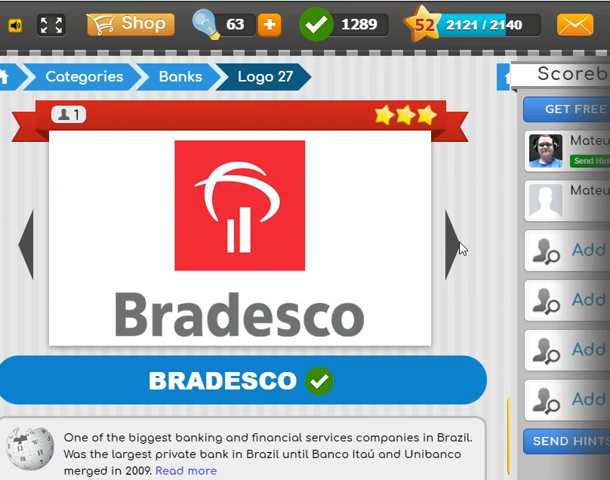 Shop
63
1289
52
2121 / 2140
Categories
Banks
Logo 27
Scoreb
1
GET FREE
Mateu
Send Hin
Mateu
Add
Add
Add
Add
Bradesco
BRADESCO
SEND HINTS
One of the biggest banking and financial services companies in Brazil.
Was the largest private bank in Brazil until Banco Itaú and Unibanco
merged in 2009. Read more